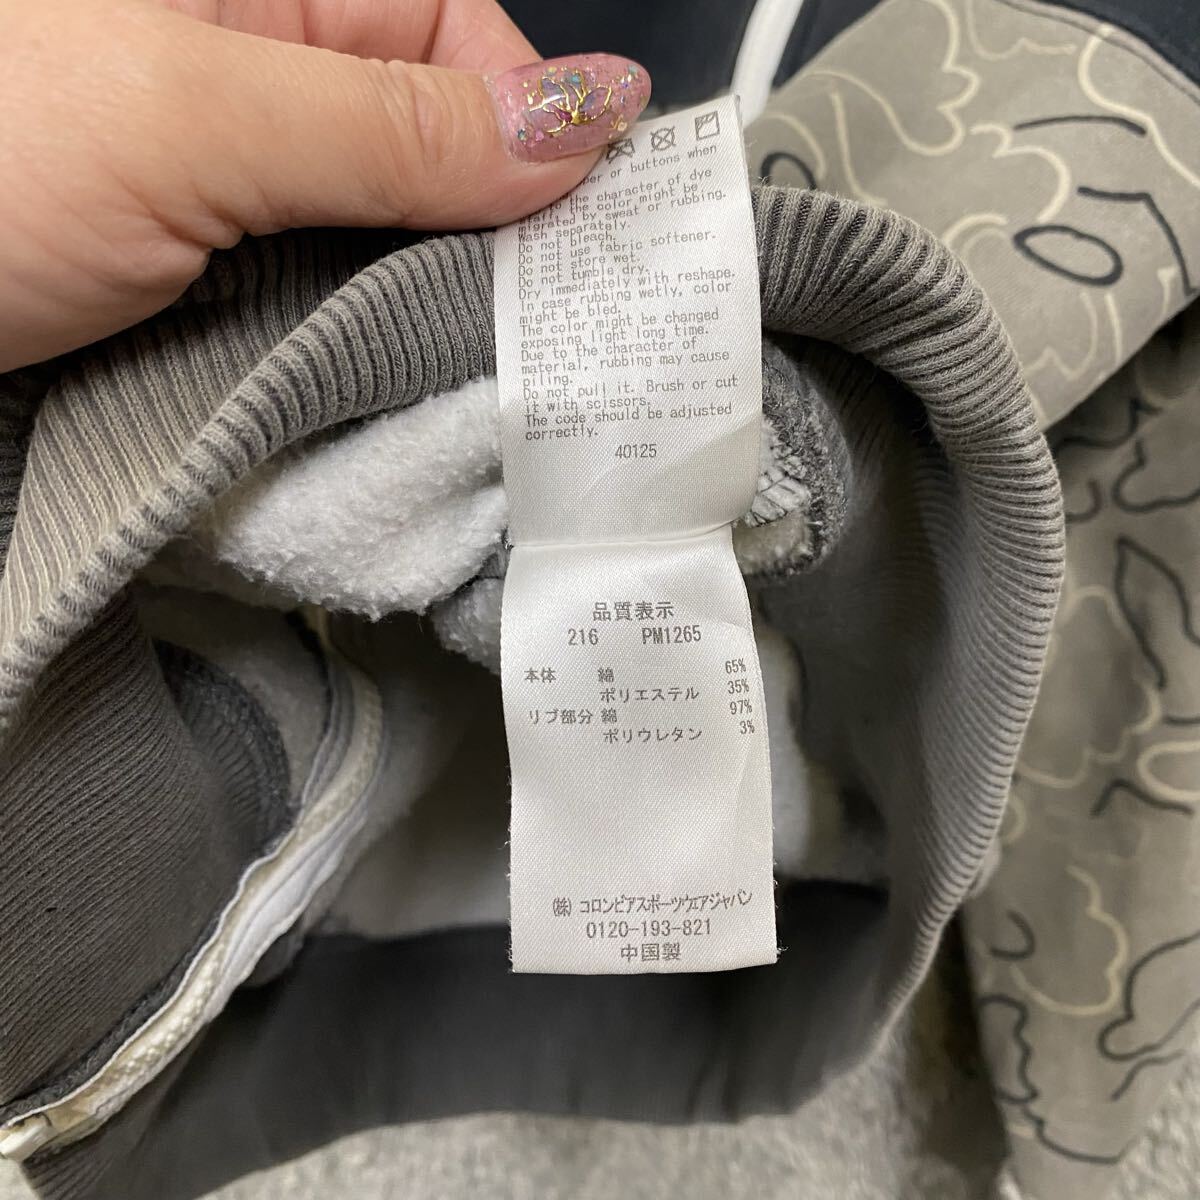 per or buttons when
the character of dye
staff, the color might be
migrated by sweat or rubbing.
Wash separately.
Do not bleach.
Do not use fabric softener.
Do not store wet.
Do not tumble dry.
Dry immediately with reshape.
In case rubbing wetly, color
might be bled.
The color might be changed
exposing light long time.
Due to the character of
material, rubbing may cause
piling.
Do not pull it. Brush or cut
it with scissors.
The code should be adjusted
correctly.
40125
品質表示
216 PM1265
本体 綿 65%
ポリエステル 35%
リブ部分 綿 97%
ポリウレタン 3%
(株) コロンビアスポーツウェアジャパン
0120-193-821
中国製